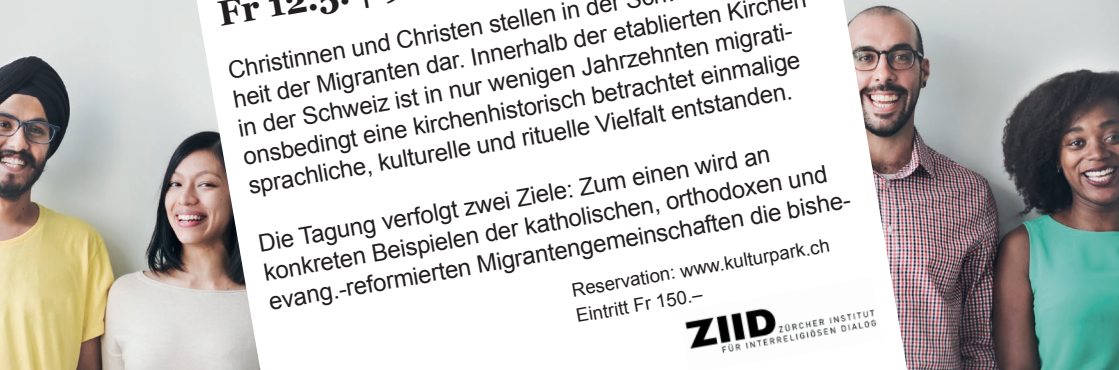 Fr 12.5. |
Christinnen und Christen stellen in der
heit der Migranten dar. Innerhalb der etablierten Kirchen
in der Schweiz ist in nur wenigen Jahrzehnten migrati-
onsbedingt eine kirchenhistorisch betrachtet einmalige
sprachliche, kulturelle und rituelle Vielfalt entstanden.
Die Tagung verfolgt zwei Ziele: Zum einen wird an
konkreten Beispielen der katholischen, orthodoxen und
evang.-reformierten Migrantengemeinschaften die bishe-
Reservation: www.kulturpark.ch
Eintritt Fr 150.–
ZIID ZÜRCHER INSTITUT
FÜR INTERRELIGIÖSEN DIALOG